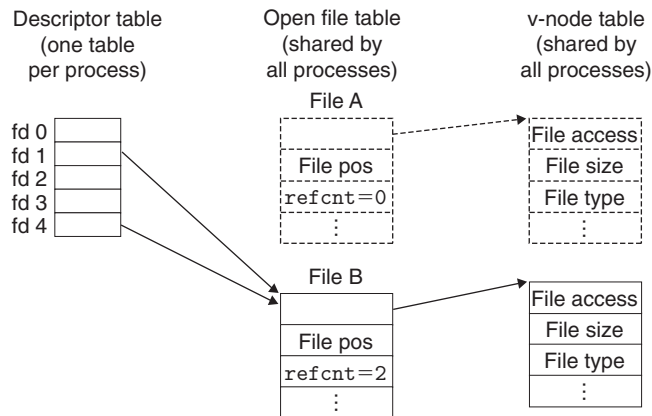 Descriptor table
(one table
per process)
Open file table
(shared by
all processes)
v-node table
(shared by
all processes)
fd 0
fd 1
fd 2
fd 3
fd 4
File A
File pos
refcnt=0
⋮
File access
File size
File type
⋮
File B
File pos
refcnt=2
⋮
File access
File size
File type
⋮